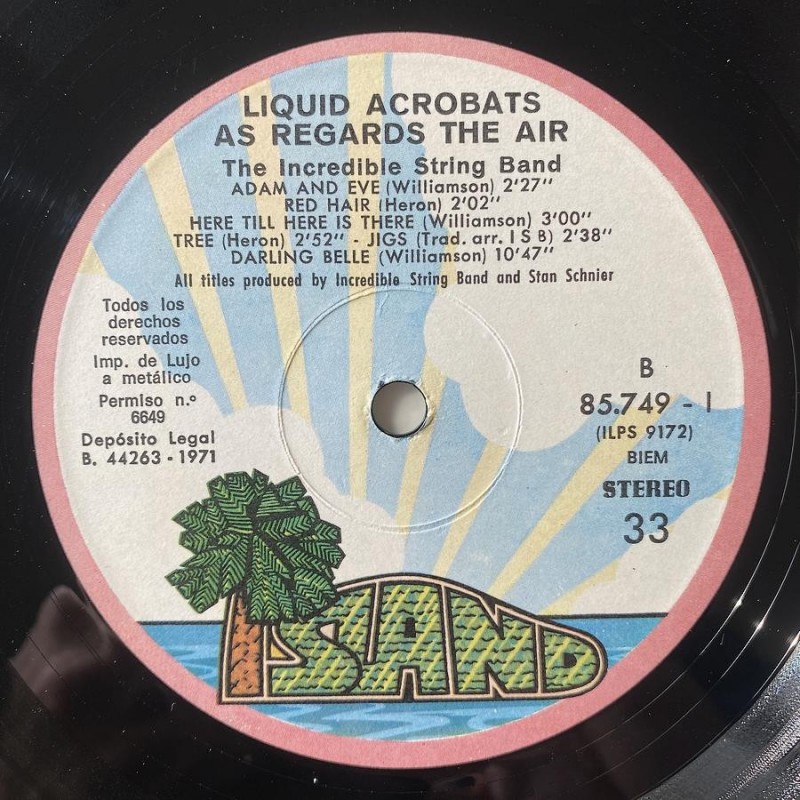 LIQUID ACROBATS
AS REGARDS THE AIR
The Incredible String Band
ADAM AND EVE (Williamson) 2'27"
RED HAIR (Heron) 2'02"
HERE TILL HERE IS THERE (Williamson) 3'00"
TREE (Heron) 2'52" - JIGS (Trad. arr. I S B) 2'38"
DARLING BELLE (Williamson) 10'47"
All titles produced by Incredible String Band and Stan Schnier
Todos los
derechos
reservados
Imp. de Lujo
a metálico
Permiso n.º
6649
Depósito Legal
B. 44263 - 1971
B
85.749 - I
(ILPS 9172)
BIEM
STEREO
33
ISLAND